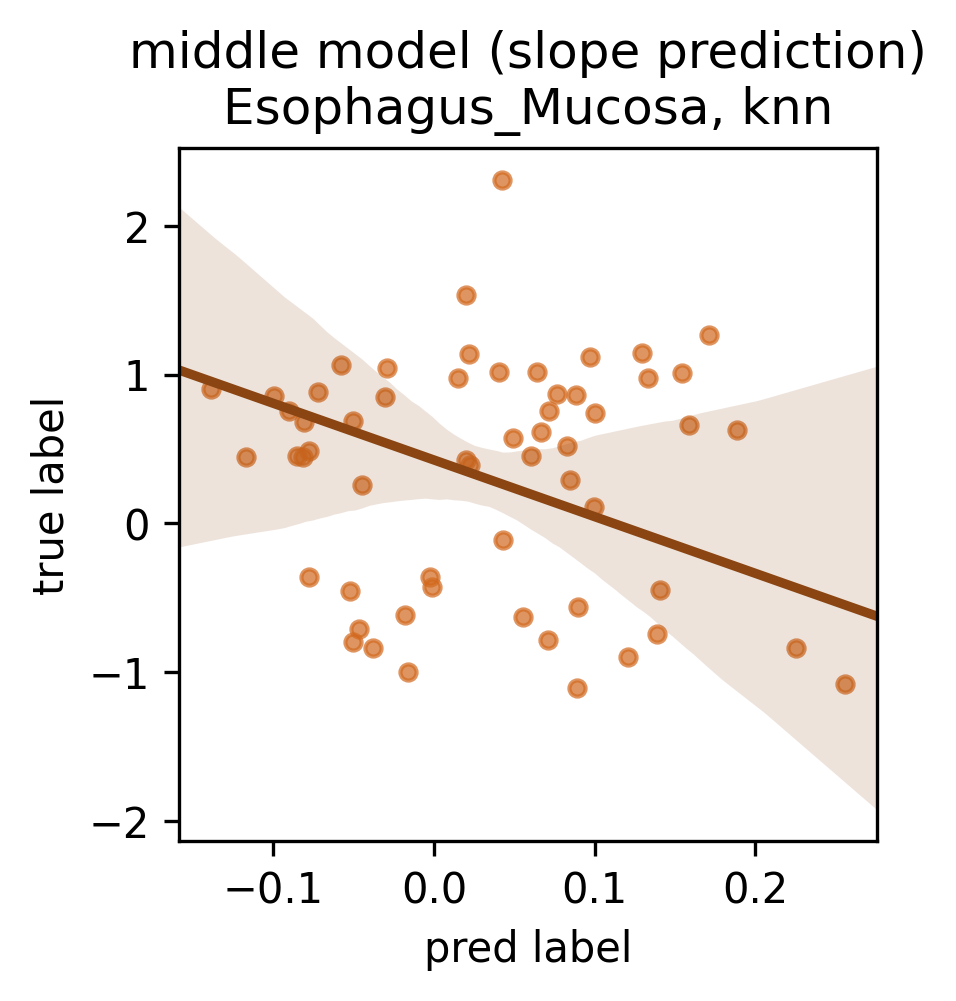 middle model (slope prediction)
Esophagus_Mucosa, knn
2
1
0
−1
−2
true label
−0.1 0.0 0.1 0.2
pred label